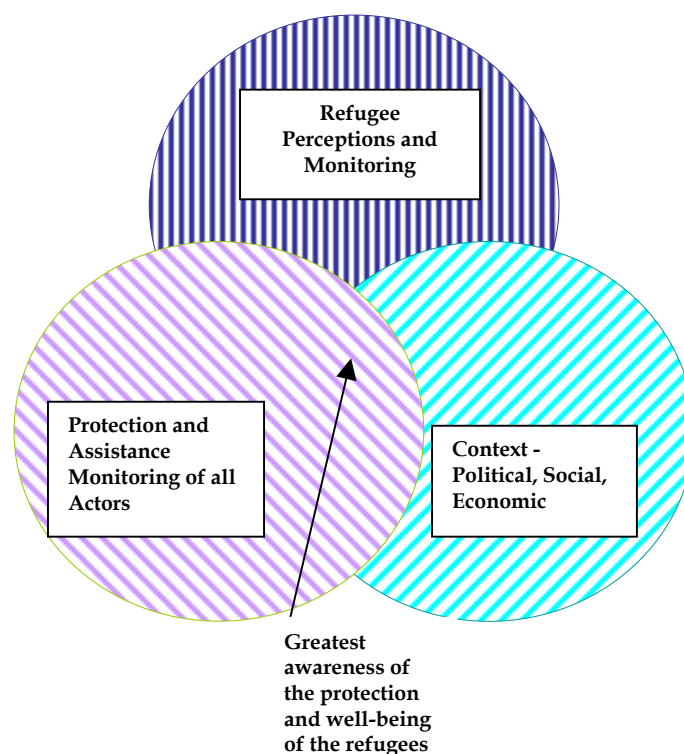 Refugee
Perceptions and
Monitoring
Protection and
Assistance
Monitoring of all
Actors
Context -
Political, Social,
Economic
Greatest
awareness of
the protection
and well-being
of the refugees